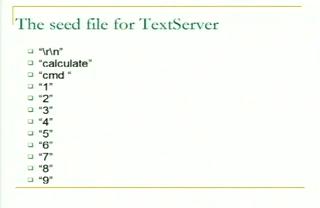 The seed file for TextServer
"\r\n"
"calculate"
"cmd "
"1"
"2"
"3"
"4"
"5"
"6"
"7"
"8"
"9"